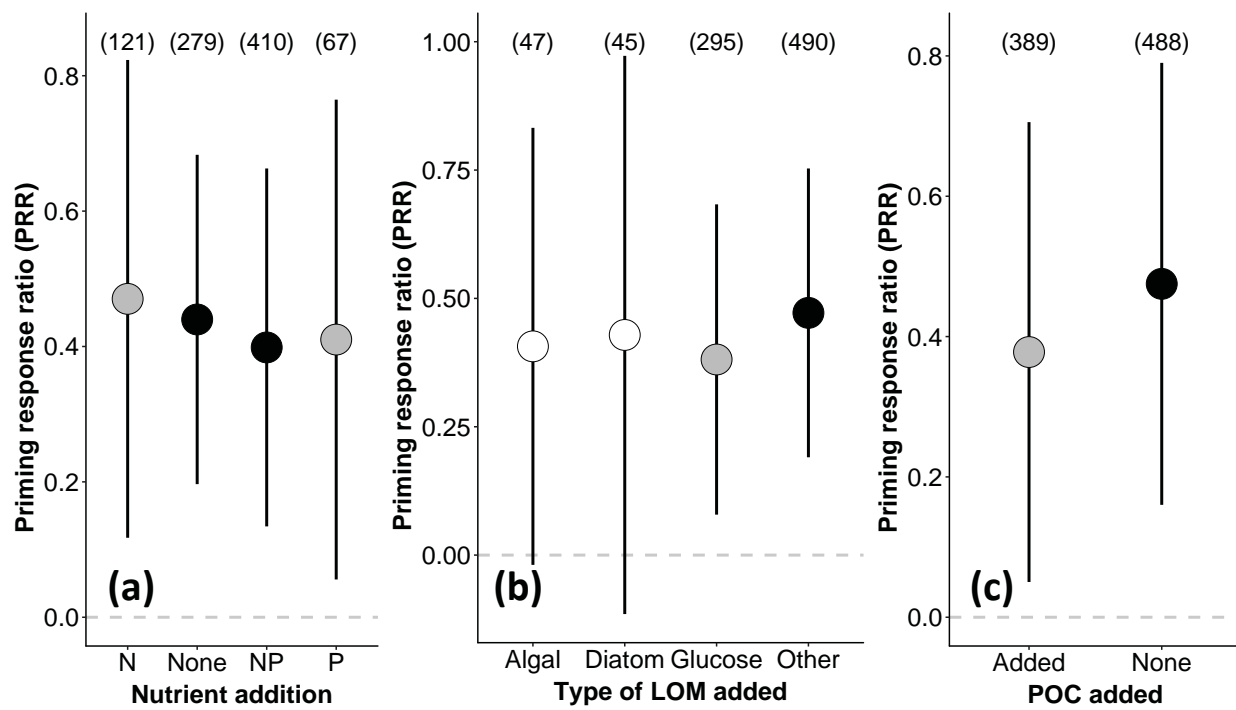 (121) (279) (410) (67)
Priming response ratio (PRR)
0.8
0.6
0.4
0.2
0.0
(a)
N None NP P
Nutrient addition
(47) (45) (295) (490)
Priming response ratio (PRR)
1.00
0.75
0.50
0.25
0.00
(b)
Algal Diatom Glucose Other
Type of LOM added
(389) (488)
Priming response ratio (PRR)
0.8
0.6
0.4
0.2
0.0
(c)
Added None
POC added